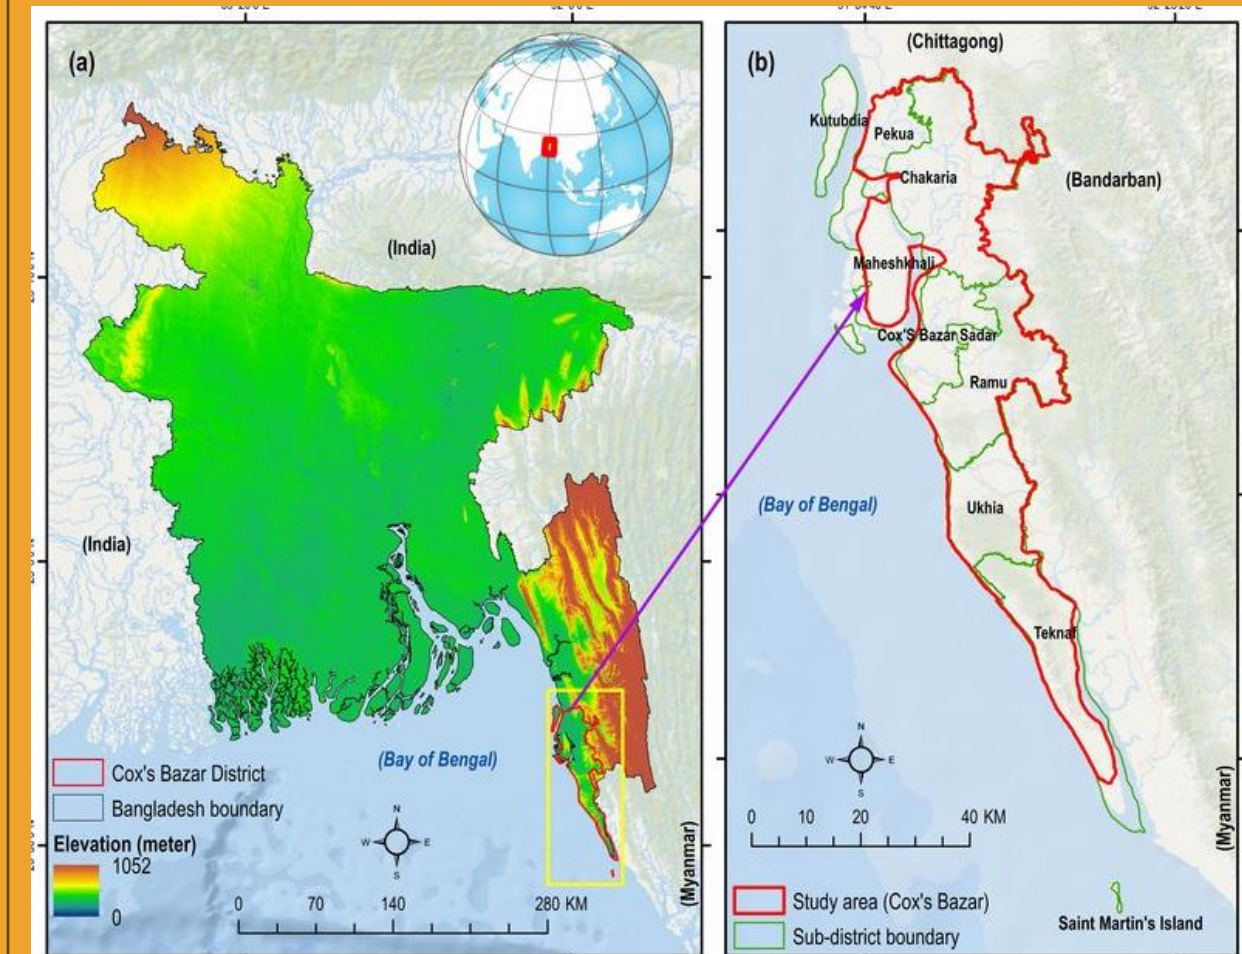 (a)
(India)
(India)
(Bay of Bengal)
(Myanmar)
Cox's Bazar District
Bangladesh boundary
Elevation (meter)
1052
0
N
W
E
S
0
70
140
280 KM
(b)
(Chittagong)
Kutubdia
Pekua
Chakaria
(Bandarban)
Maheshkhali
Cox'S Bazar Sadar
Ramu
(Bay of Bengal)
Ukhia
Teknaf
N
W
E
S
0
10
20
40 KM
(Myanmar)
Study area (Cox's Bazar)
Sub-district boundary
Saint Martin's Island